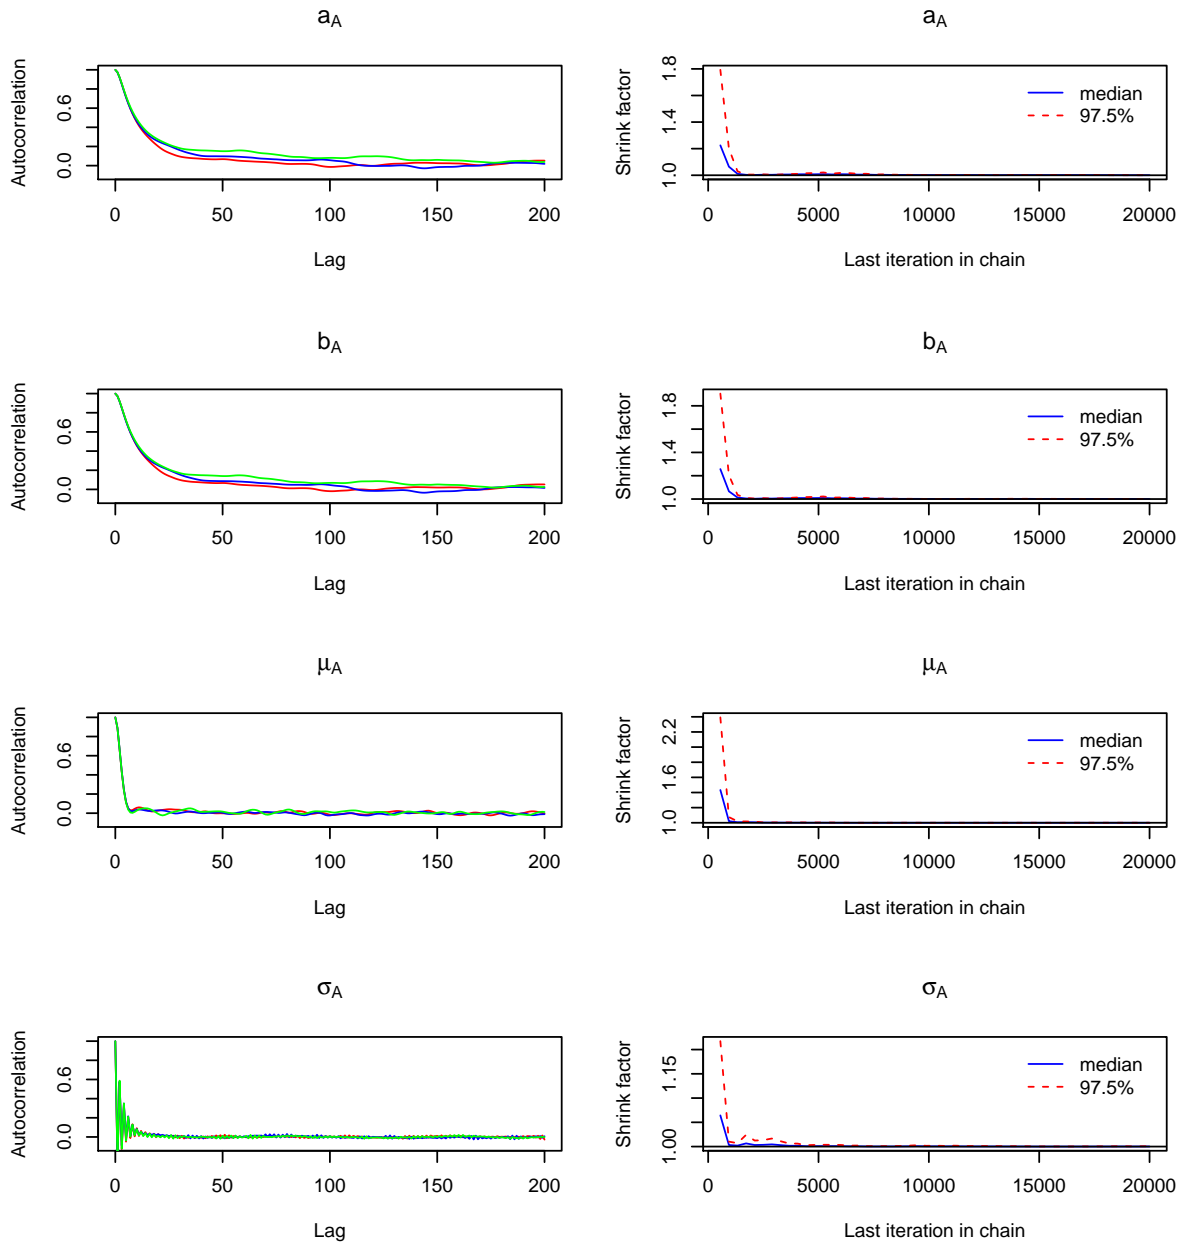 a_A
Autocorrelation
0.0 0.6
0 50 100 150 200
Lag
a_A
Shrink factor
1.0 1.4 1.8
median
97.5%
0 5000 10000 15000 20000
Last iteration in chain
b_A
Autocorrelation
0.0 0.6
0 50 100 150 200
Lag
b_A
Shrink factor
1.0 1.4 1.8
median
97.5%
0 5000 10000 15000 20000
Last iteration in chain
μ_A
Autocorrelation
0.0 0.6
0 50 100 150 200
Lag
μ_A
Shrink factor
1.0 1.6 2.2
median
97.5%
0 5000 10000 15000 20000
Last iteration in chain
σ_A
Autocorrelation
0.0 0.6
0 50 100 150 200
Lag
σ_A
Shrink factor
1.00 1.15
median
97.5%
0 5000 10000 15000 20000
Last iteration in chain